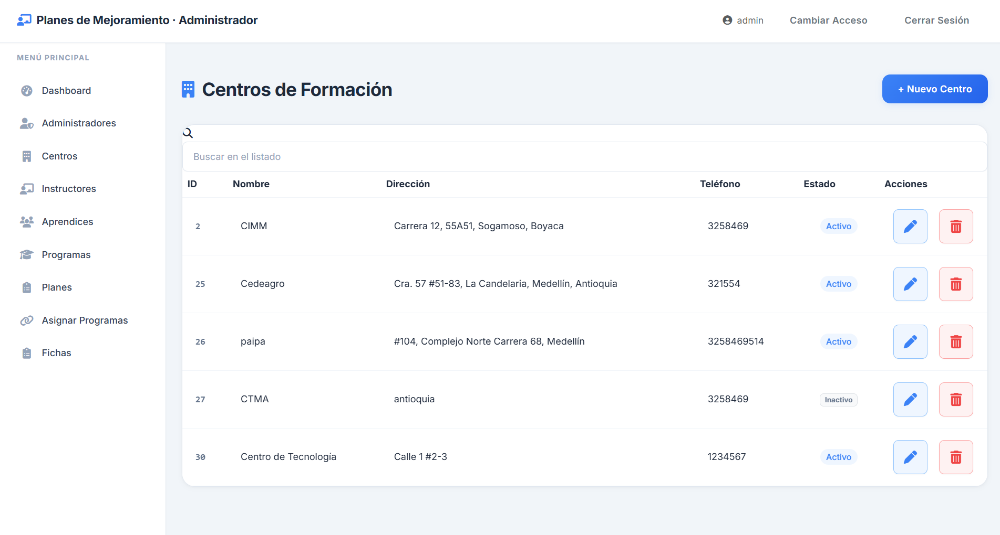 Planes de Mejoramiento · Administrador
admin
Cambiar Acceso
Cerrar Sesión
MENÚ PRINCIPAL
Dashboard
Administradores
Centros
Instructores
Aprendices
Programas
Planes
Asignar Programas
Fichas
Centros de Formación
+ Nuevo Centro
Buscar en el listado
ID Nombre Dirección Teléfono Estado Acciones
2 CIMM Carrera 12, 55A51, Sogamoso, Boyaca 3258469 Activo
25 Cedeagro Cra. 57 #51-83, La Candelaria, Medellín, Antioquia 321554 Activo
26 paipa #104, Complejo Norte Carrera 68, Medellín 3258469514 Activo
27 CTMA antioquia 3258469 Inactivo
30 Centro de Tecnología Calle 1 #2-3 1234567 Activo